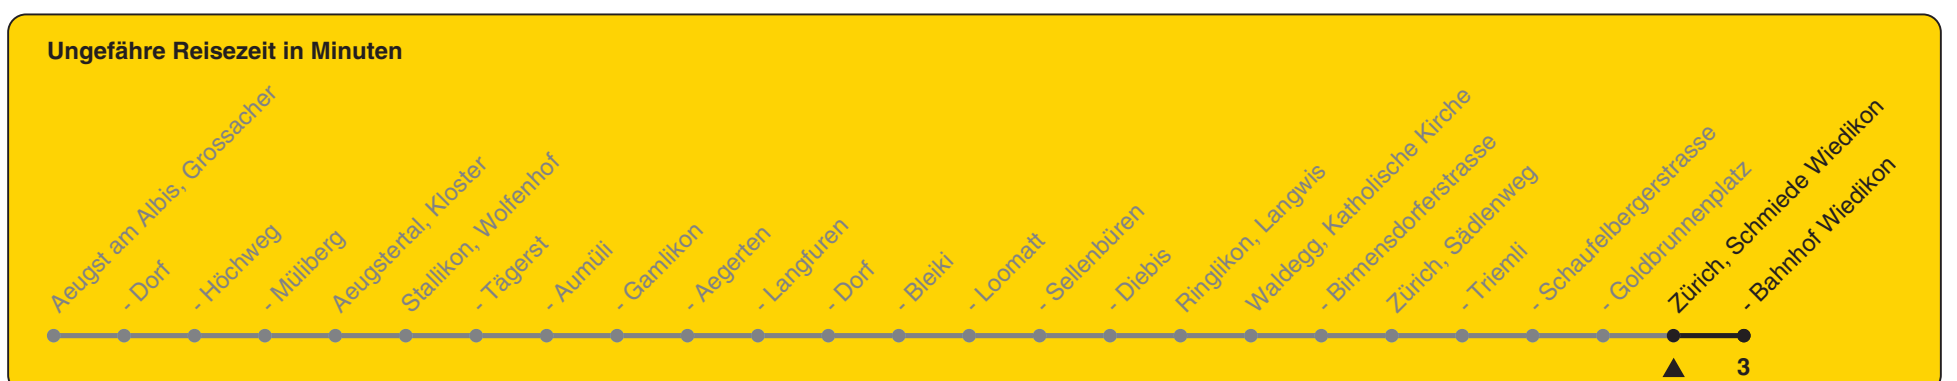 Ungefähre Reisezeit in Minuten
Aeugst am Albis, Grossacher
- Dorf
- Höchweg
- Müliberg
Aeugstertal, Kloster
Stallikon, Wolfenhof
- Tägerst
- Aumüli
- Gamlikon
- Aegerten
- Langfuren
- Dorf
- Bleiki
- Loomatt
- Sellenbüren
- Diebis
Ringlikon, Langwis
Waldegg, Katholische Kirche
- Birmensdorferstrasse
Zürich, Sädlenweg
- Triemli
- Schaufelbergerstrasse
- Goldbrunnenplatz
Zürich, Schmiede Wiedikon
- Bahnhof Wiedikon
3